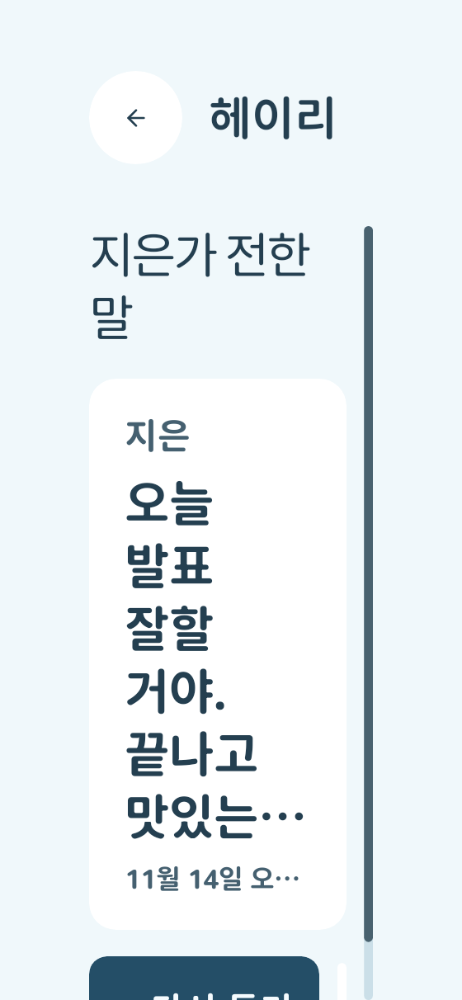 헤이리
지은가 전한
말
지은
오늘
발표
잘할
거야.
끝나고
맛있는…
11월 14일 오…